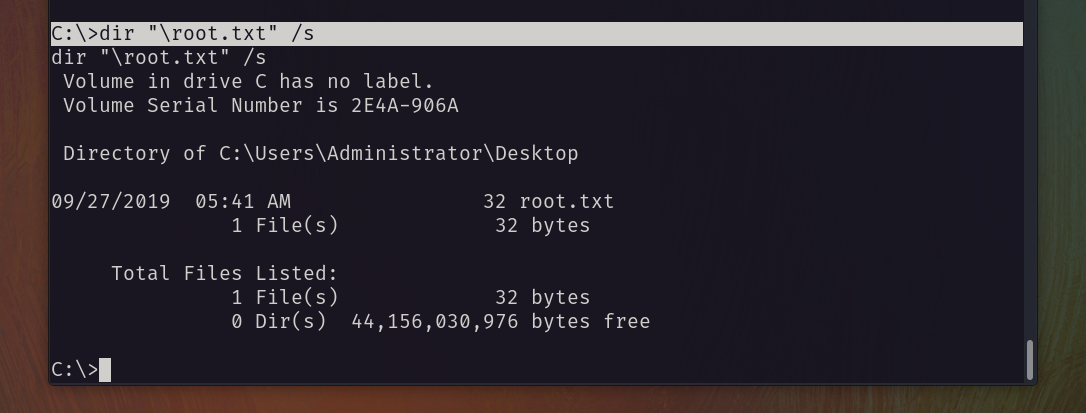 C:\>dir "\root.txt" /s
dir "\root.txt" /s
 Volume in drive C has no label.
 Volume Serial Number is 2E4A-906A

 Directory of C:\Users\Administrator\Desktop

09/27/2019  05:41 AM                32 root.txt
               1 File(s)             32 bytes

     Total Files Listed:
               1 File(s)             32 bytes
               0 Dir(s)  44,156,030,976 bytes free

C:\>